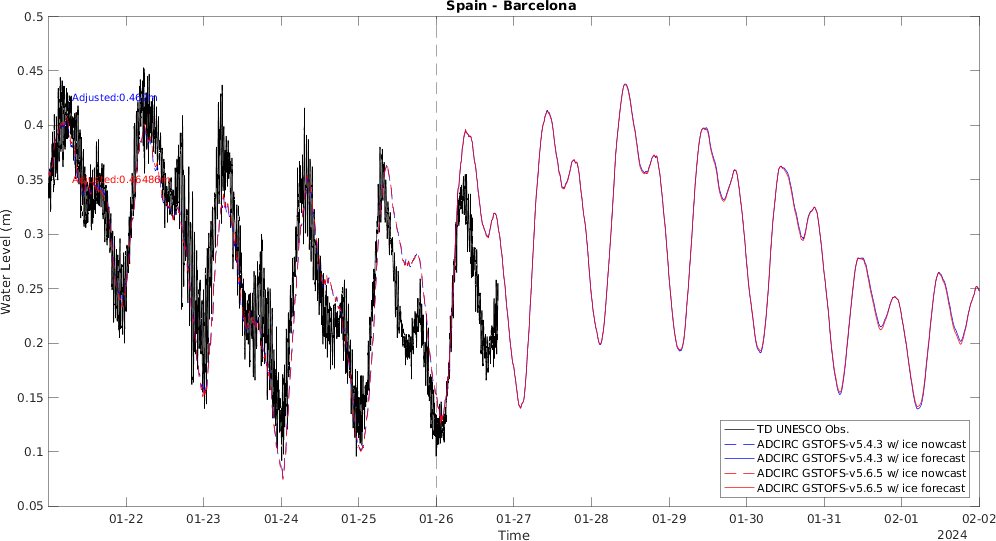 Spain - Barcelona
0.5
0.45
0.4
0.35
0.3
0.25
0.2
0.15
0.1
0.05
Water Level (m)
Adjusted:
Adjusted:0.46486
TD UNESCO Obs.
ADCIRC GSTOFS-v5.4.3 w/ ice nowcast
ADCIRC GSTOFS-v5.4.3 w/ ice forecast
ADCIRC GSTOFS-v5.6.5 w/ ice nowcast
ADCIRC GSTOFS-v5.6.5 w/ ice forecast
01-22 01-23 01-24 01-25 01-26 01-27 01-28 01-29 01-30 01-31 02-01 02-02
Time
2024